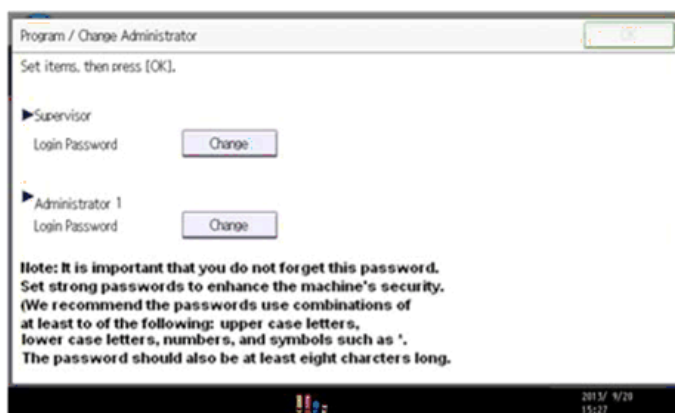 Program / Change Administrator
OK
Set items, then press [OK].
▶Supervisor
Login Password
Change
▶Administrator 1
Login Password
Change
Note: It is important that you do not forget this password.
Set strong passwords to enhance the machine's security.
(We recommend the passwords use combinations of
at least to of the following: upper case letters,
lower case letters, numbers, and symbols such as *.
The password should also be at least eight charcters long.
2013/ 9/20
15:27